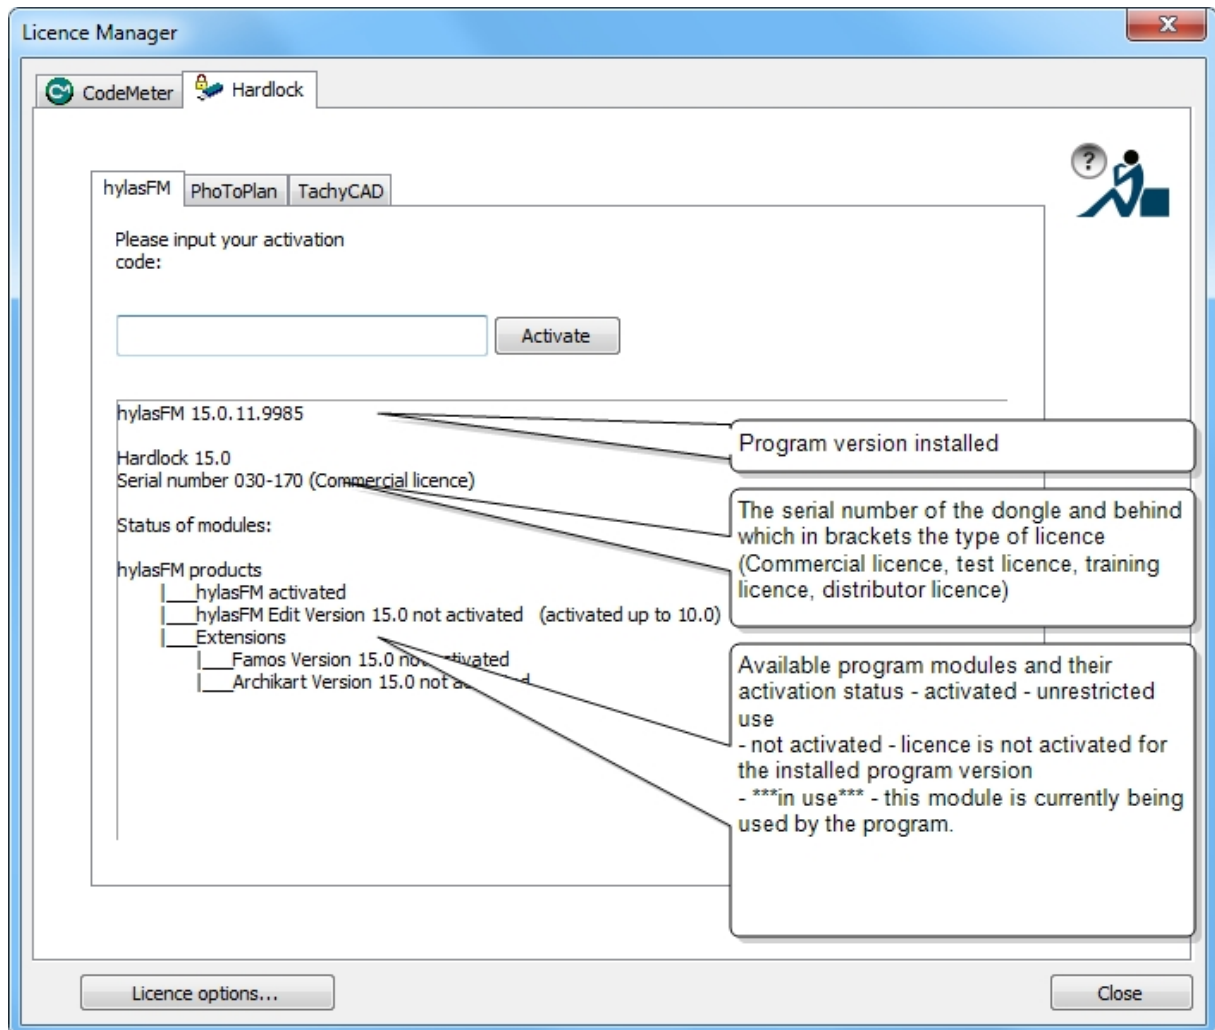 Licence Manager
CodeMeter
Hardlock
hylasFM
PhoToPlan
TachyCAD
?
Please input your activation
code:
Activate
hylasFM 15.0.11.9985
Hardlock 15.0
Serial number 030-170 (Commercial licence)
Status of modules:
hylasFM products
|___hylasFM activated
|___hylasFM Edit Version 15.0 not activated (activated up to 10.0)
|___Extensions
|___Famos Version 15.0 not activated
|___Archikart Version 15.0 not
Program version installed
The serial number of the dongle and behind
which in brackets the type of licence
(Commercial licence, test licence, training
licence, distributor licence)
Available program modules and their
activation status - activated - unrestricted
use
- not activated - licence is not activated for
the installed program version
- ***in use*** - this module is currently being
used by the program.
Licence options...
Close